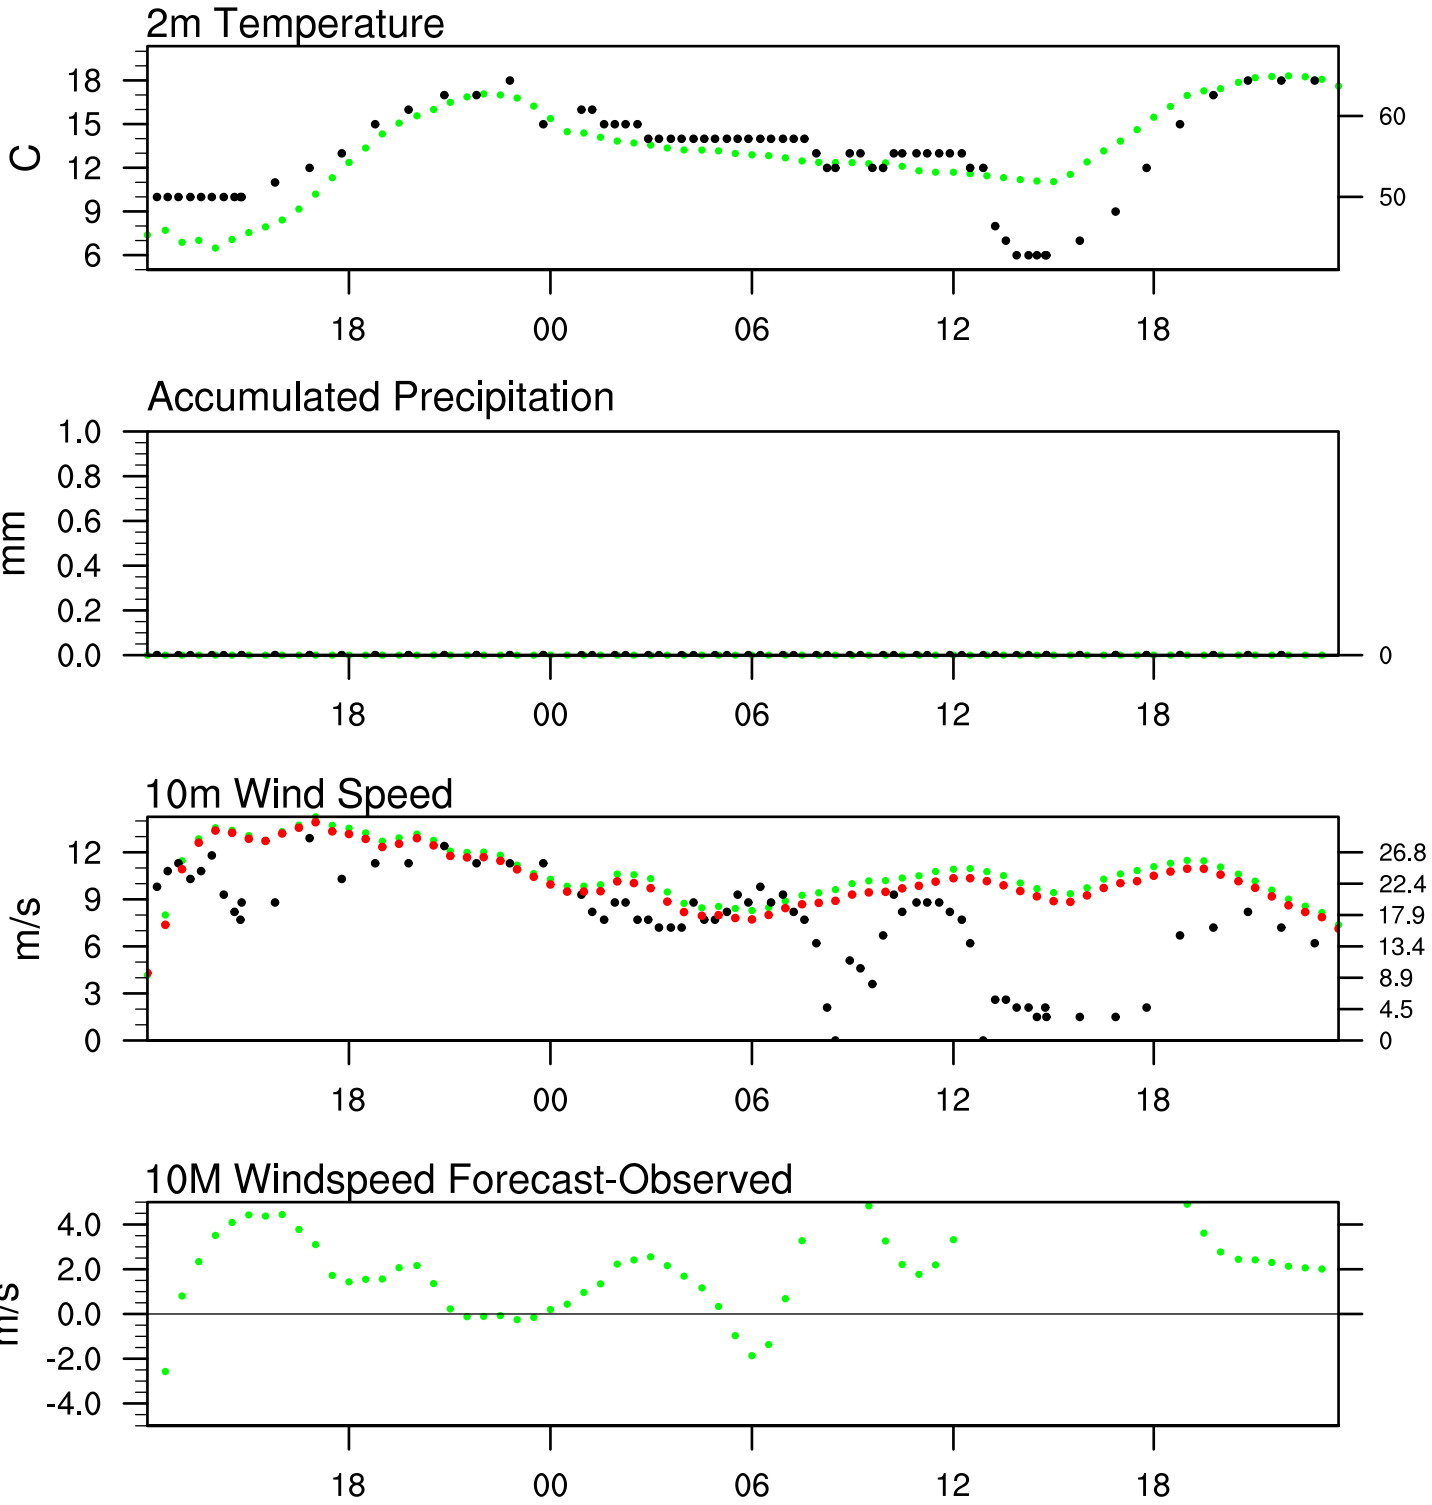 2m Temperature
18
15
12
9
6
C
60
50
18 00 06 12 18
Accumulated Precipitation
1.0
0.8
0.6
0.4
0.2
0.0
mm
0
18 00 06 12 18
10m Wind Speed
12
9
6
3
0
m/s
26.8
22.4
17.9
13.4
8.9
4.5
0
18 00 06 12 18
10M Windspeed Forecast-Observed
4.0
2.0
0.0
-2.0
-4.0
m/s
18 00 06 12 18